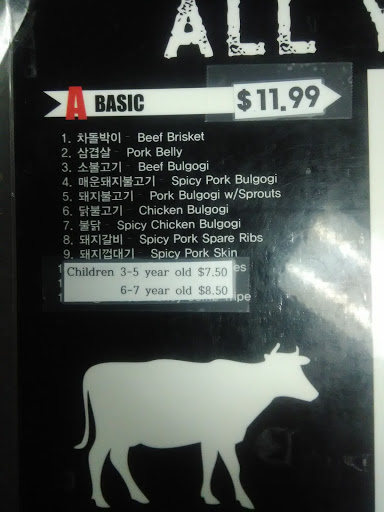 ALL
A BASIC $11.99
1. 차돌박이 - Beef Brisket
2. 삼겹살 - Pork Belly
3. 소불고기 - Beef Bulgogi
4. 매운돼지불고기 - Spicy Pork Bulgogi
5. 돼지불고기 - Pork Bulgogi w/Sprouts
6. 닭불고기 - Chicken Bulgogi
7. 불닭 - Spicy Chicken Bulgogi
8. 돼지갈비 - Spicy Pork Spare Ribs
9. 돼지껍대기 - Spicy Pork Skin
Children 3-5 year old $7.50
6-7 year old $8.50